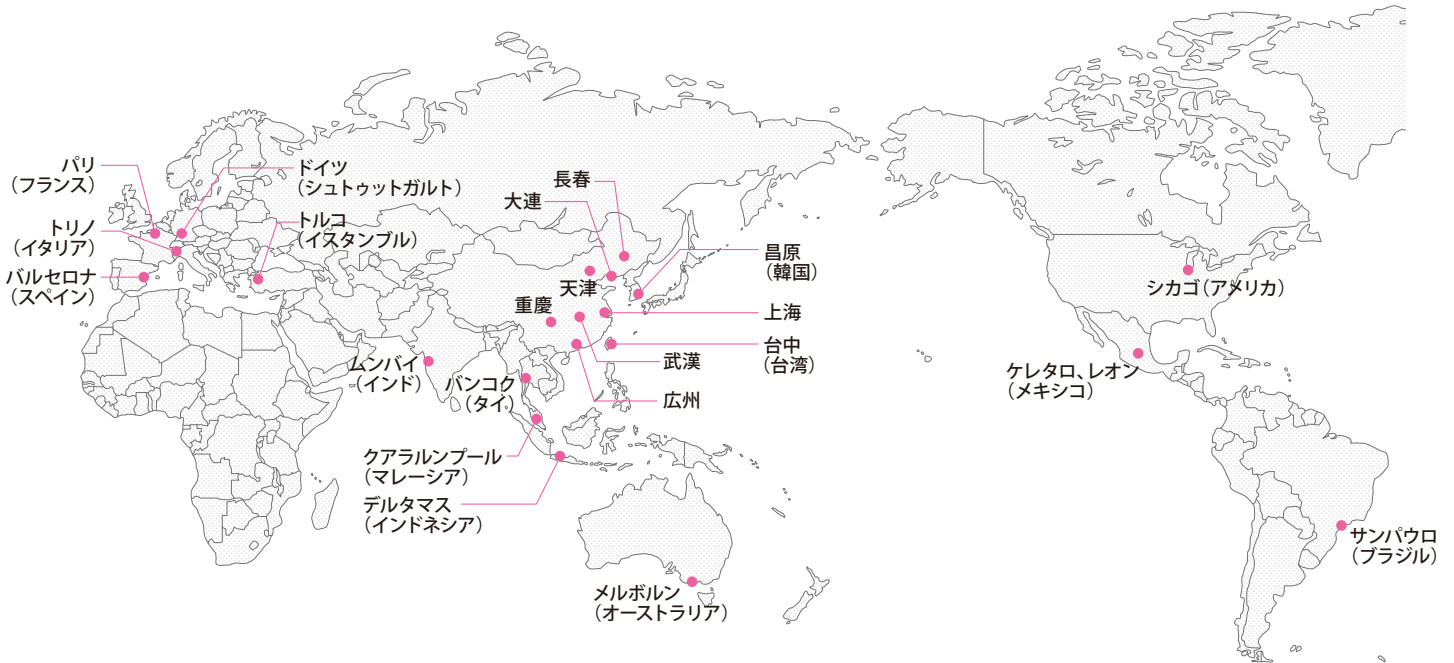 パリ
（フランス）
ドイツ
（シュトゥットガルト）
トリノ
（イタリア）
トルコ
（イスタンブル）
バルセロナ
（スペイン）
長春
大連
昌原
（韓国）
天津
重慶
上海
台中
（台湾）
武漢
広州
ムンバイ
（インド）
バンコク
（タイ）
クアラルンプール
（マレーシア）
デルタマス
（インドネシア）
メルボルン
（オーストラリア）
シカゴ（アメリカ）
ケレタロ、レオン
（メキシコ）
サンパウロ
（ブラジル）